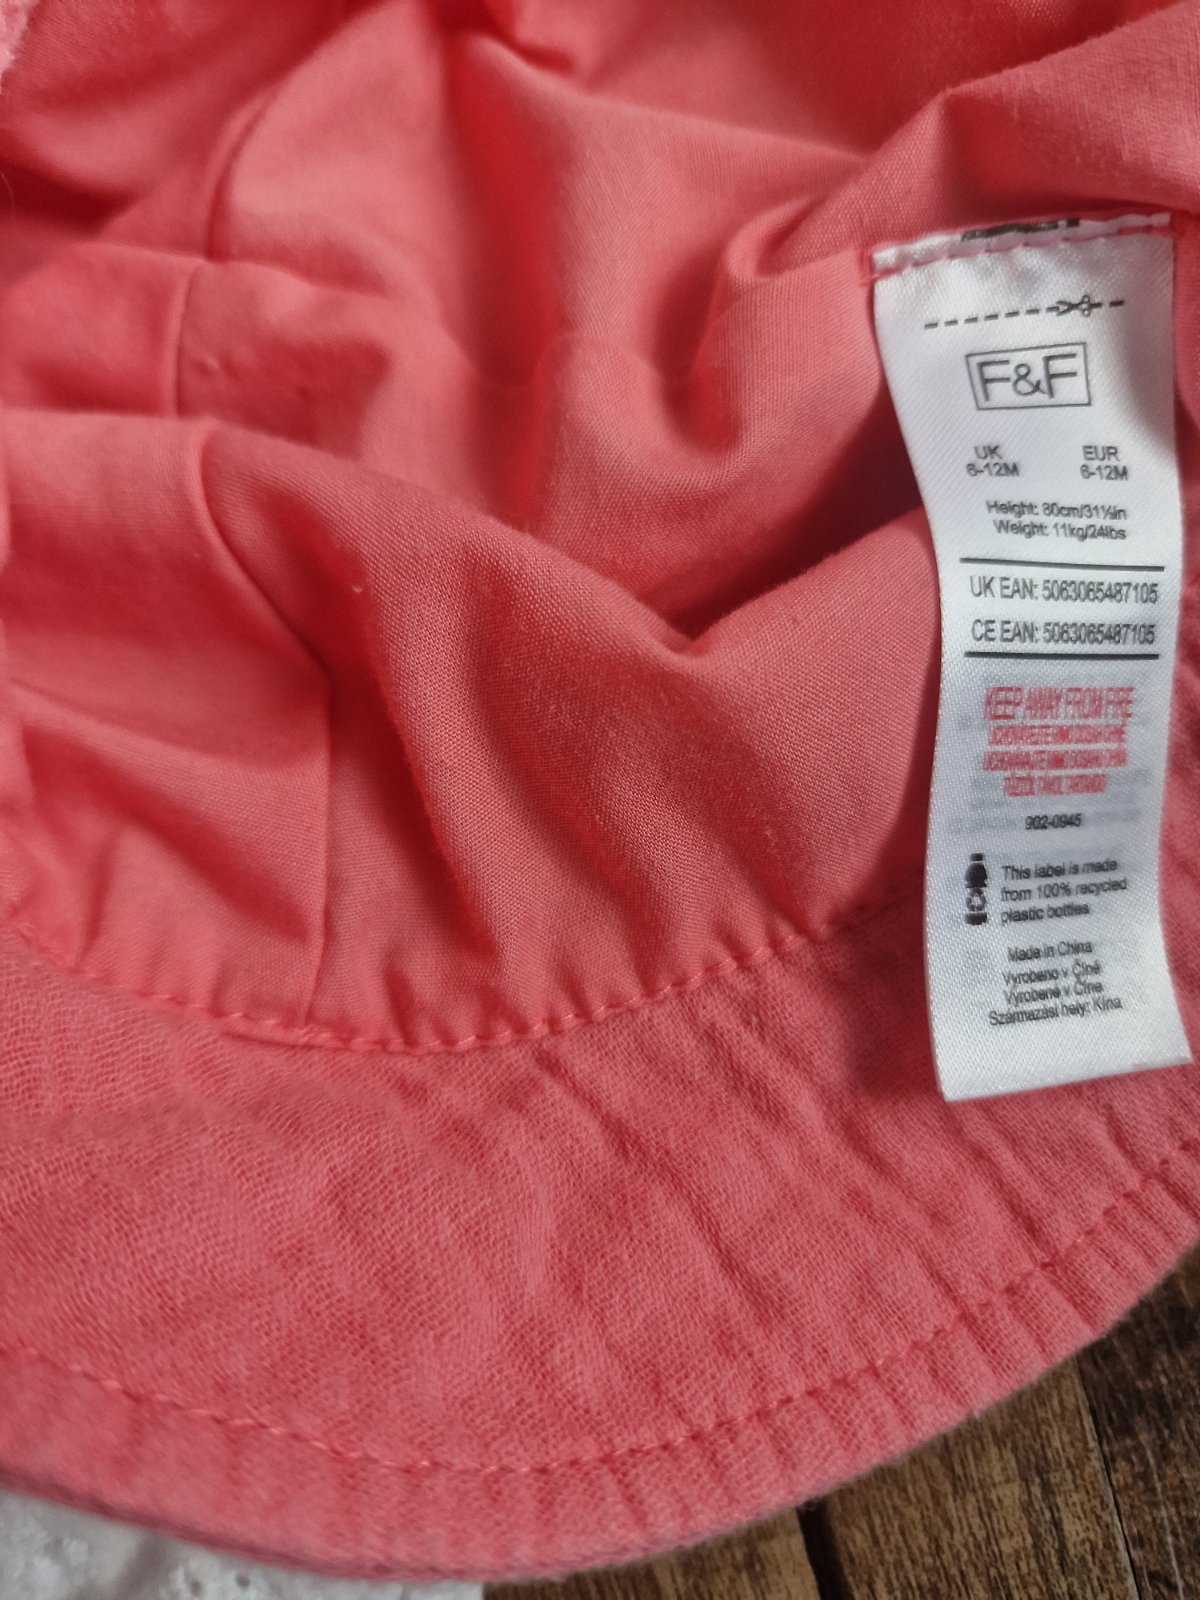 F&F
UK EUR
6-12M 6-12M
Height: 80cm/31½in
Weight: 11kg/24lbs
UK EAN: 5063065487105
CE EAN: 5063065487105
KEEP AWAY FROM FIRE
902-0945
This label is made
from 100% recycled
plastic bottles
Made in China
Vyrobeno v Číně
Vyrobené v Číne
Származási hely: Kína